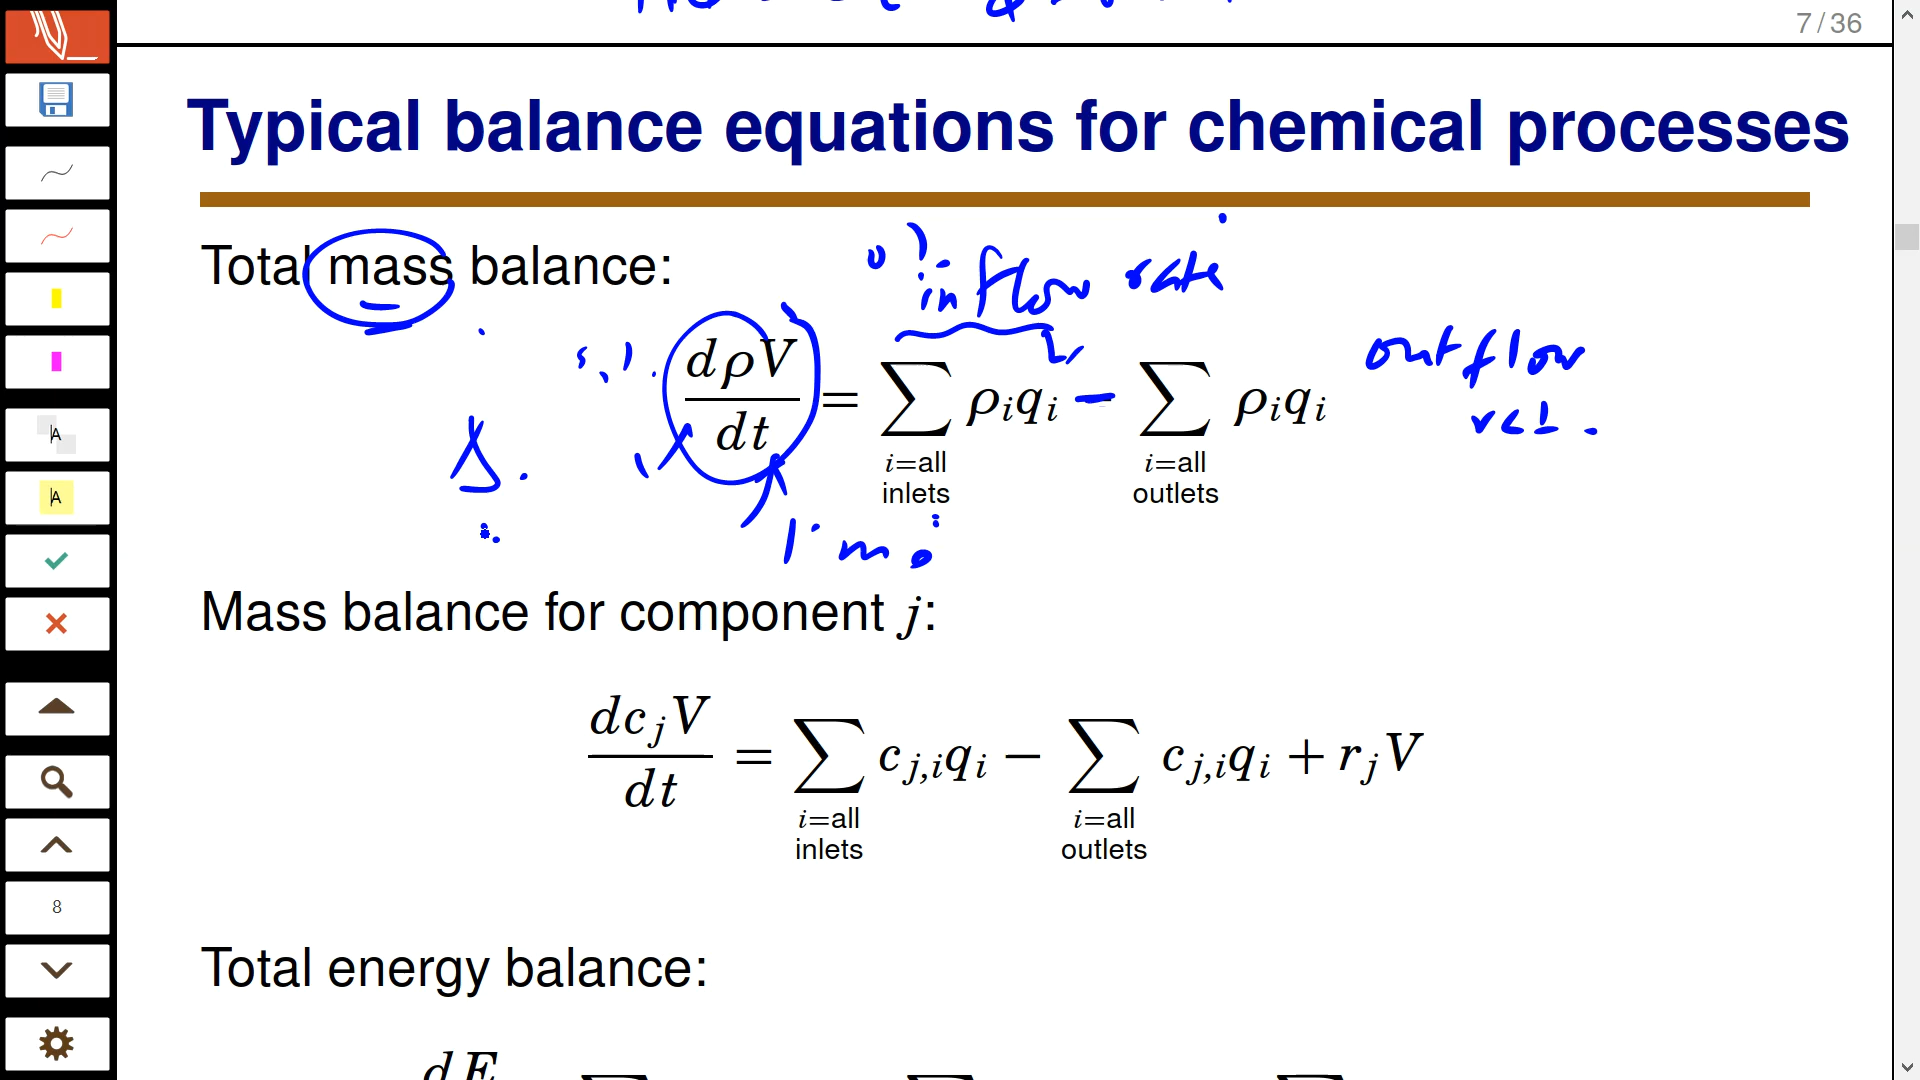 7/36
Typical balance equations for chemical processes
Total mass balance:
inflow rate
outflow
dρV/dt = ∑ ρᵢqᵢ − ∑ ρᵢqᵢ
i=all inlets
i=all outlets
Mass balance for component j:
dcⱼV/dt = ∑ cⱼ,ᵢqᵢ − ∑ cⱼ,ᵢqᵢ + rⱼV
i=all inlets
i=all outlets
8
Total energy balance:
dE